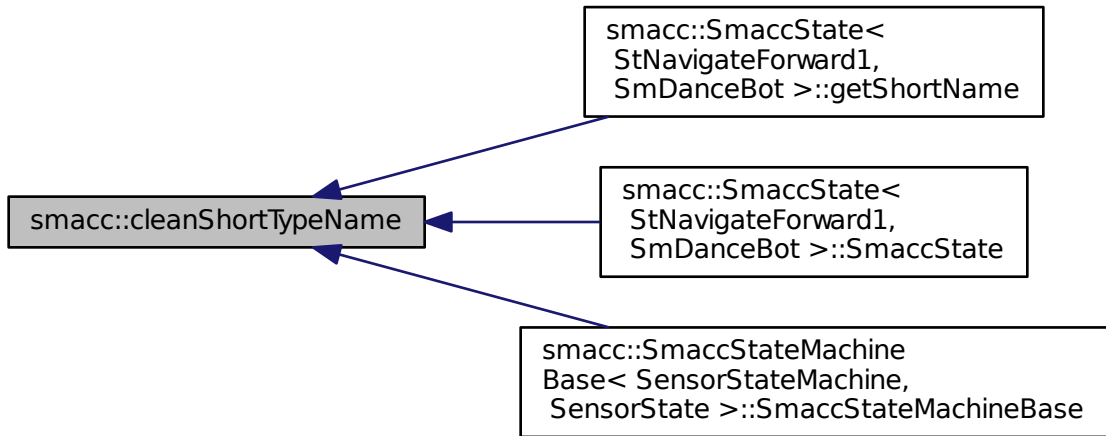 smacc::SmaccState<
StNavigateForward1,
SmDanceBot >::getShortName
smacc::cleanShortTypeName
smacc::SmaccState<
StNavigateForward1,
SmDanceBot >::SmaccState
smacc::SmaccStateMachine
Base< SensorStateMachine,
SensorState >::SmaccStateMachineBase